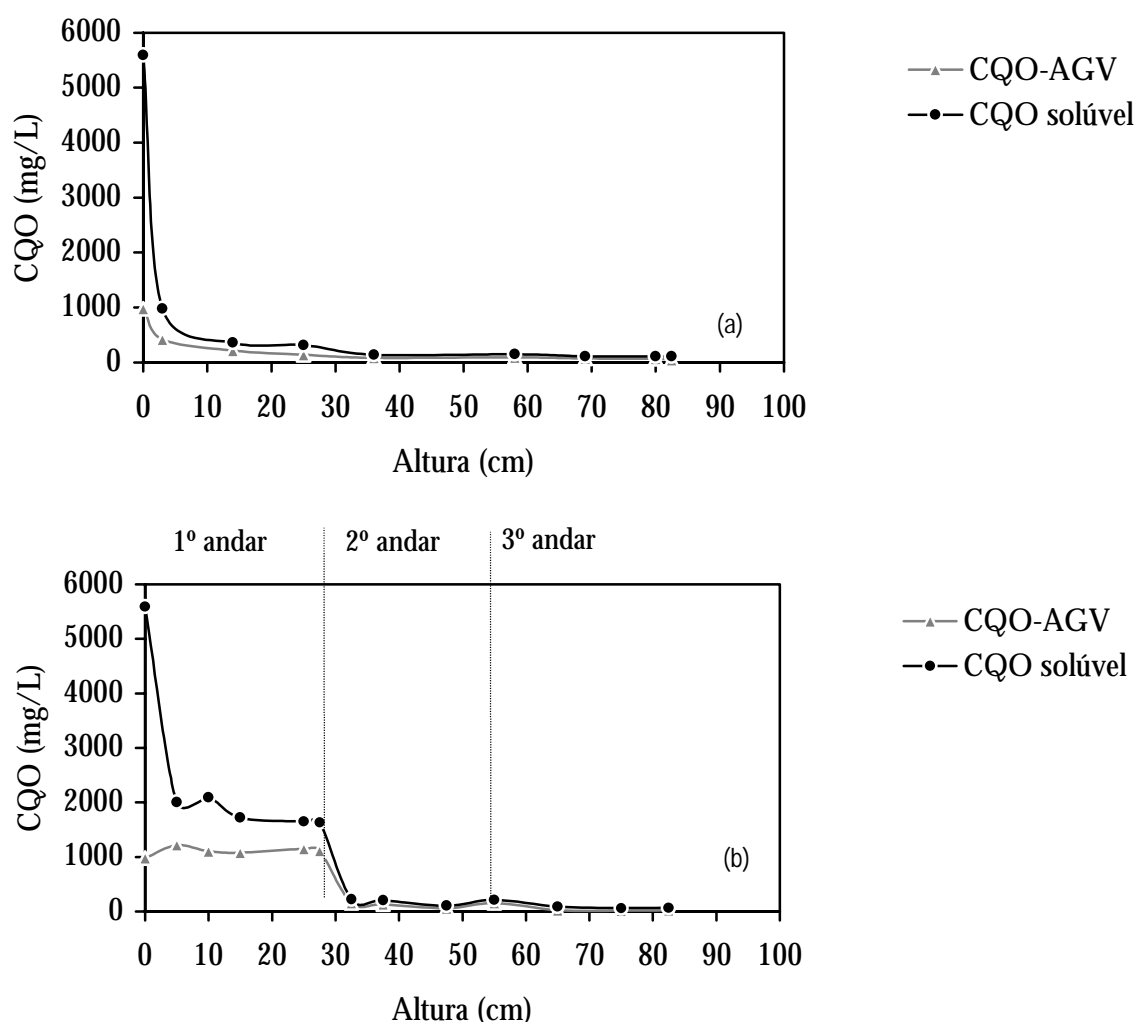 6000
5000
4000
3000
2000
1000
0
CQO (mg/L)
0 10 20 30 40 50 60 70 80 90 100
Altura (cm)
(a)
CQO-AGV
CQO solúvel
1º andar 2º andar 3º andar
6000
5000
4000
3000
2000
1000
0
CQO (mg/L)
0 10 20 30 40 50 60 70 80 90 100
Altura (cm)
(b)
CQO-AGV
CQO solúvel